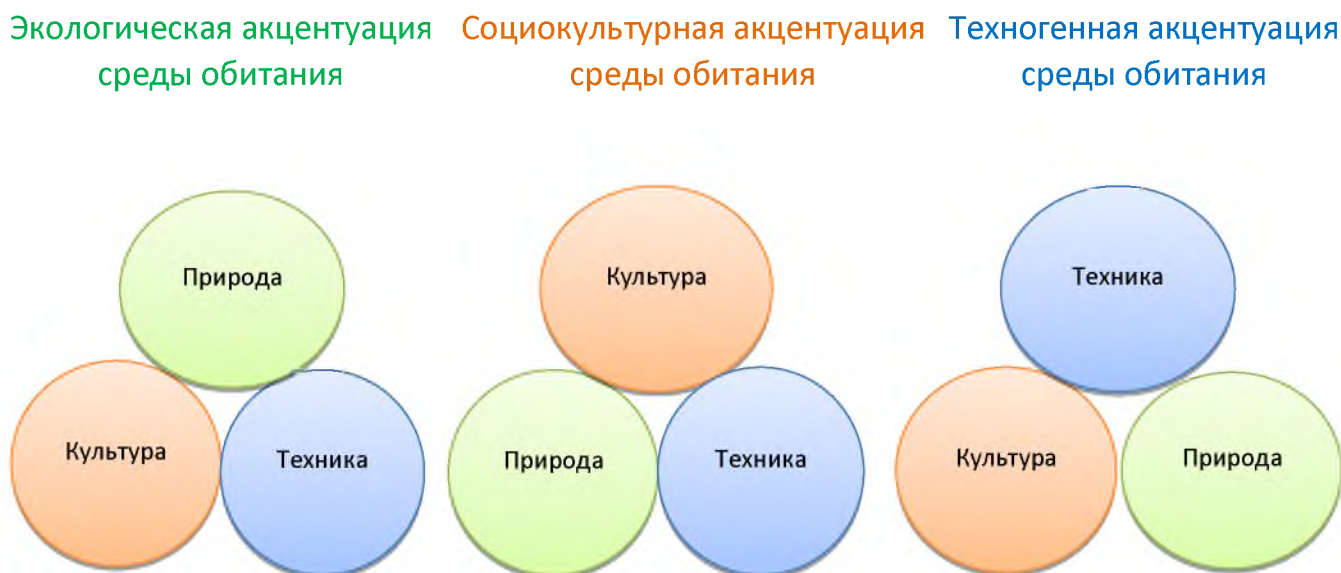 Экологическая акцентуация
среды обитания
Социокультурная акцентуация
среды обитания
Техногенная акцентуация
среды обитания
Природа
Культура
Техника
Культура
Природа
Техника
Техника
Культура
Природа